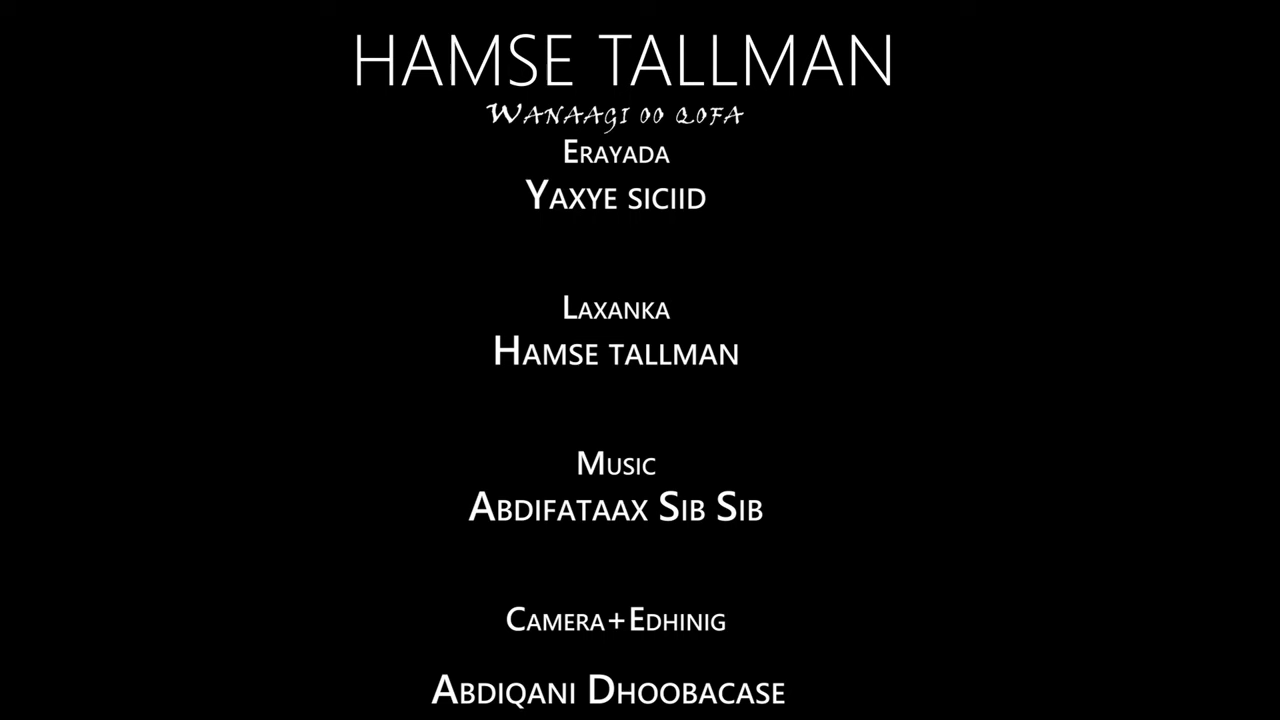 HAMSE TALLMAN
WANAAGI OO QOFA
ERAYADA
YAXYE SICIID
LAXANKA
HAMSE TALLMAN
MUSIC
ABDIFATAAX SIB SIB
CAMERA+EDHINIG
ABDIQANI DHOOBACASE